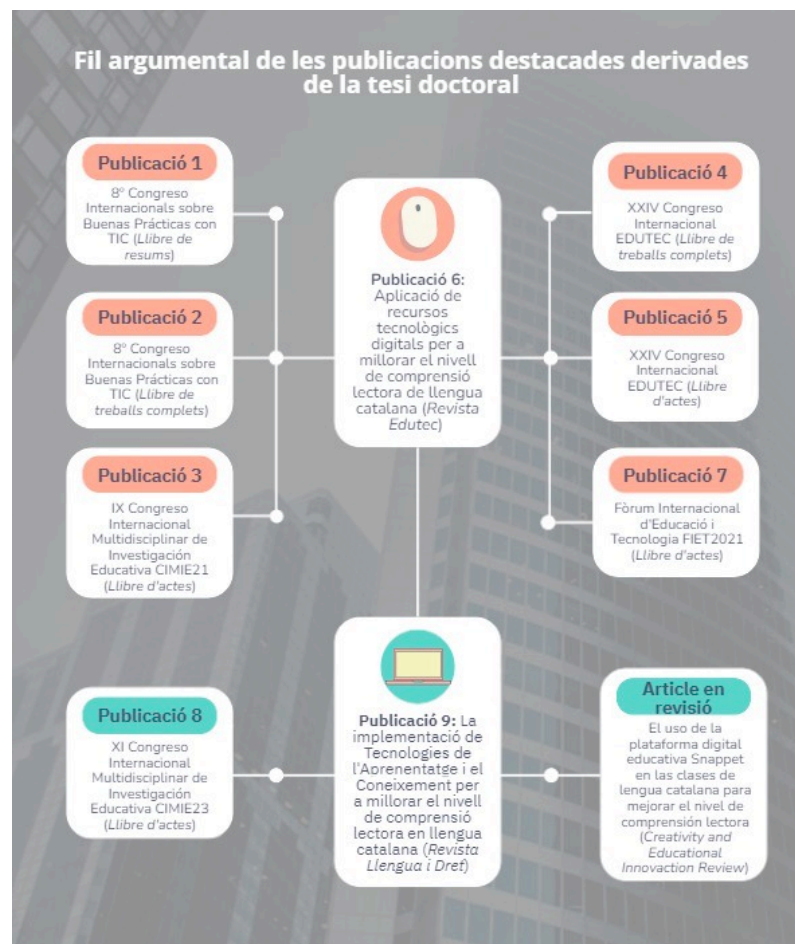 Fil argumental de les publicacions destacades derivades
de la tesi doctoral
Publicació 1
8º Congreso
Internacionals sobre
Buenas Prácticas con
TIC (Llibre de
resums)
Publicació 2
8º Congreso
Internacionals sobre
Buenas Prácticas con
TIC (Llibre de
treballs complets)
Publicació 3
IX Congreso
Internacional
Multidisciplinar de
Investigación
Educativa CIMIE21
(Llibre d'actes)
Publicació 6:
Aplicació de
recursos
tecnològics
digitals per a
millorar el nivell
de comprensió
lectora de llengua
catalana (Revista
Edutec)
Publicació 4
XXIV Congreso
Internacional
EDUTEC (Llibre de
treballs complets)
Publicació 5
XXIV Congreso
Internacional
EDUTEC (Llibre
d'actes)
Publicació 7
Fòrum Internacional
d'Educació i
Tecnologia FIET2021
(Llibre d'actes)
Publicació 8
XI Congreso
Internacional
Multidisciplinar de
Investigación
Educativa CIMIE23
(Llibre d'actes)
Publicació 9: La
implementació de
Tecnologies de
l'Aprenentatge i el
Coneixement per
a millorar el nivell
de comprensió
lectora en llengua
catalana (Revista
Llengua i Dret)
Article en
revisió
El uso de la
plataforma digital
educativa Snappet
en las clases de
lengua catalana para
mejorar el nivel de
comprensión lectora
(Creativity and
Educational
Innovaction Review)